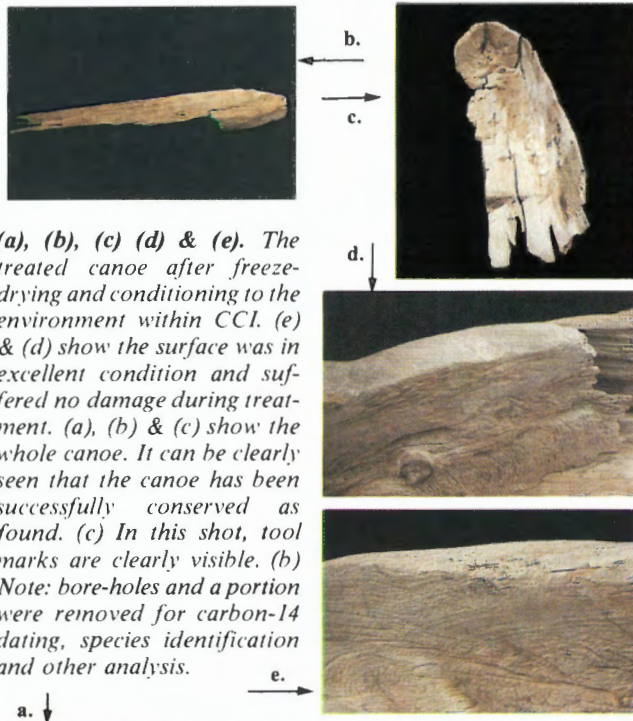 b.
c.
(a), (b), (c) (d) & (e). The
treated canoe after freeze-
drying and conditioning to the
environment within CCI. (e)
& (d) show the surface was in
excellent condition and suf-
fered no damage during treat-
ment. (a), (b) & (c) show the
whole canoe. It can be clearly
seen that the canoe has been
successfully conserved as
found. (c) In this shot, tool
marks are clearly visible. (b)
Note: bore-holes and a portion
were removed for carbon-14
dating, species identification
and other analysis.
d.
e.
a.